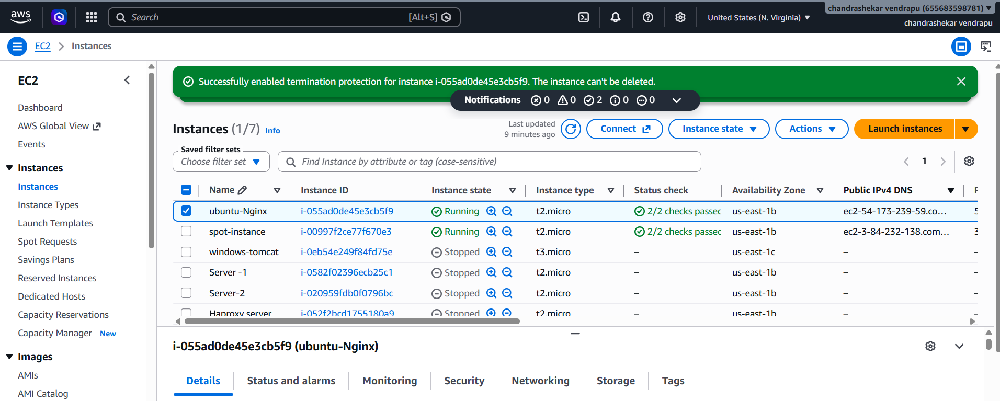 aws
Search [Alt+S]
United States (N. Virginia)
chandrashekar vendrapu (655683598781)
chandrashekar vendrapu
EC2 Instances
EC2
Dashboard
AWS Global View
Events
Instances
Instances
Instance Types
Launch Templates
Spot Requests
Savings Plans
Reserved Instances
Dedicated Hosts
Capacity Reservations
Capacity Manager New
Images
AMIs
AMI Catalog
Successfully enabled termination protection for instance i-055ad0de45e3cb5f9. The instance can't be deleted.
Notifications 0 0 2 0 0
Instances (1/7) Info
Last updated
9 minutes ago
Connect Instance state Actions Launch instances
Saved filter sets
Choose filter set
Find Instance by attribute or tag (case-sensitive)
1
Name Instance ID Instance state Instance type Status check Availability Zone Public IPv4 DNS
ubuntu-Nginx i-055ad0de45e3cb5f9 Running t2.micro 2/2 checks passed us-east-1b ec2-54-173-239-59.co... 5
spot-instance i-00997f2ce77f670e3 Running t2.micro 2/2 checks passed us-east-1b ec2-3-84-232-138.com... 3
windows-tomcat i-0eb54e249f84fd75e Stopped t3.micro – us-east-1c – –
Server -1 i-0582f02396ecb25c1 Stopped t2.micro – us-east-1b – –
Server-2 i-020959fdb0f0796bc Stopped t2.micro – us-east-1b – –
Haproxy server i-052f2bcd1755180a9 Stopped t2.micro – us-east-1b – –
i-055ad0de45e3cb5f9 (ubuntu-Nginx)
Details Status and alarms Monitoring Security Networking Storage Tags